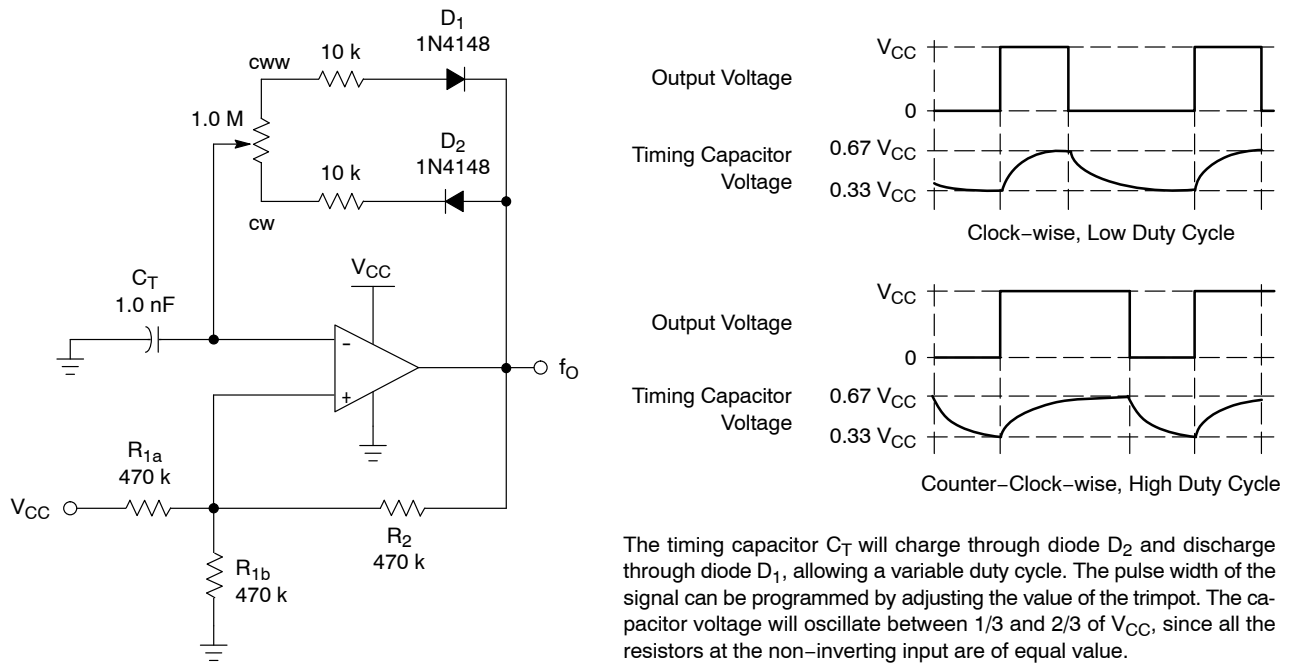 D1
1N4148
10 k
cww
1.0 M
D2
1N4148
10 k
cw
CT
1.0 nF
VCC
-
+
fO
R1a
470 k
VCC
R2
470 k
R1b
470 k
VCC
Output Voltage
0
Timing Capacitor
Voltage
0.67 VCC
0.33 VCC
Clock−wise, Low Duty Cycle
VCC
Output Voltage
0
Timing Capacitor
Voltage
0.67 VCC
0.33 VCC
Counter−Clock−wise, High Duty Cycle
The timing capacitor CT will charge through diode D2 and discharge
through diode D1, allowing a variable duty cycle. The pulse width of the
signal can be programmed by adjusting the value of the trimpot. The ca-
pacitor voltage will oscillate between 1/3 and 2/3 of VCC, since all the
resistors at the non−inverting input are of equal value.